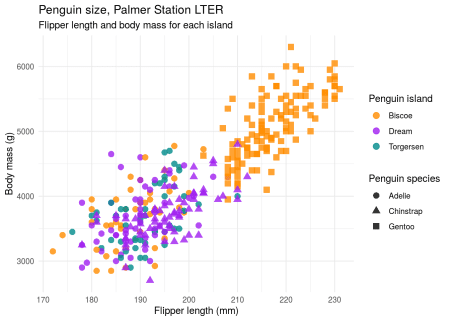 Penguin size, Palmer Station LTER
Flipper length and body mass for each island
Body mass (g)
6000
5000
4000
3000
170
180
190
200
210
220
230
Flipper length (mm)
Penguin island
Biscoe
Dream
Torgersen
Penguin species
Adelie
Chinstrap
Gentoo